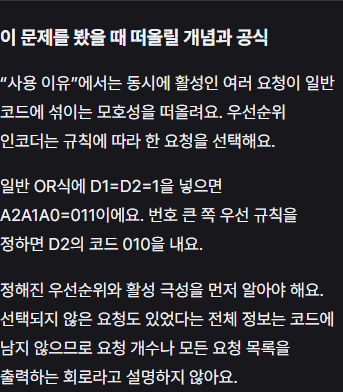 이 문제를 봤을 때 떠올릴 개념과 공식
“사용 이유”에서는 동시에 활성인 여러 요청이 일반
코드에 섞이는 모호성을 떠올려요. 우선순위
인코더는 규칙에 따라 한 요청을 선택해요.
일반 OR식에 D1=D2=1을 넣으면
A2A1A0=011이에요. 번호 큰 쪽 우선 규칙을
정하면 D2의 코드 010을 내요.
정해진 우선순위와 활성 극성을 먼저 알아야 해요.
선택되지 않은 요청도 있었다는 전체 정보는 코드에
남지 않으므로 요청 개수나 모든 요청 목록을
출력하는 회로라고 설명하지 않아요.